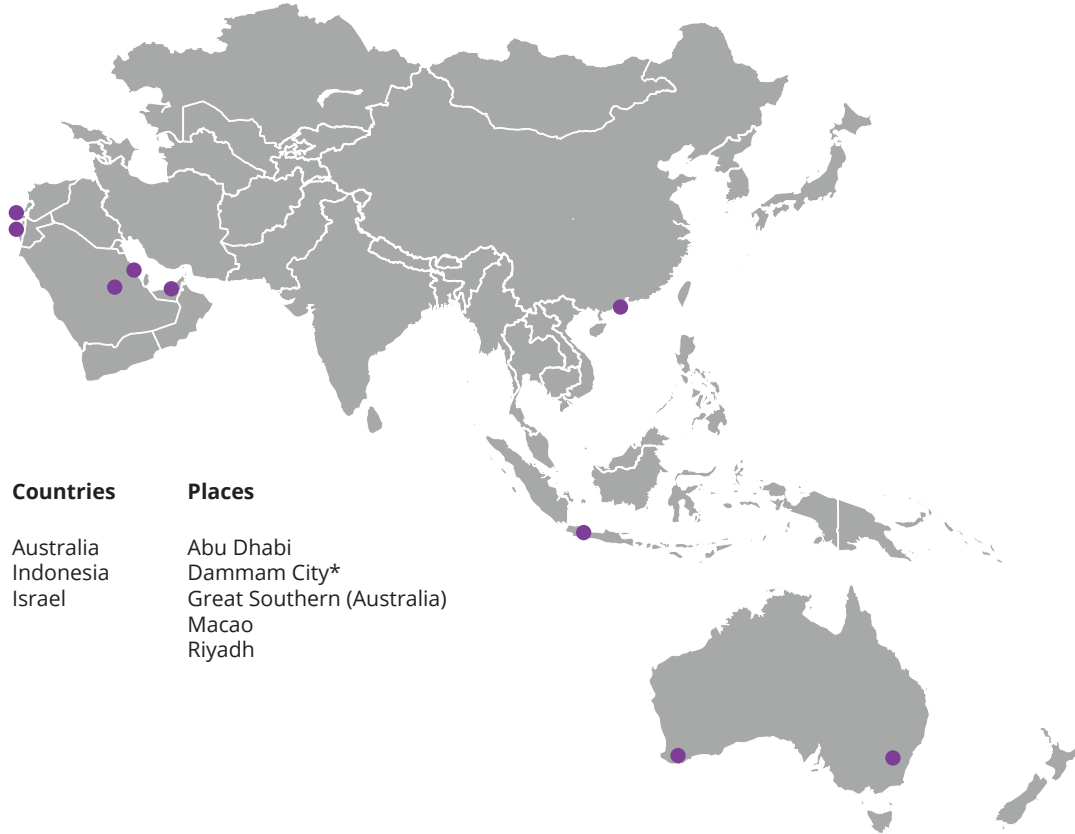 Countries
Australia
Indonesia
Israel
Places
Abu Dhabi
Dammam City*
Great Southern (Australia)
Macao
Riyadh